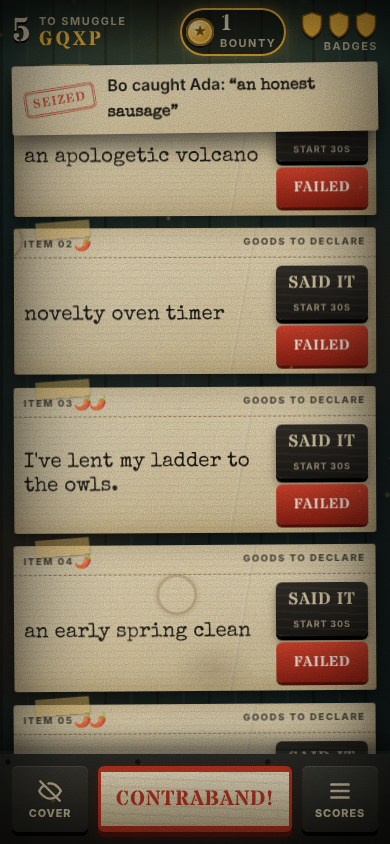 5 TO SMUGGLE
GQXP
1
BOUNTY
BADGES
SEIZED
Bo caught Ada: “an honest
sausage”
an apologetic volcano
START 30S
FAILED
ITEM 02
GOODS TO DECLARE
novelty oven timer
SAID IT
START 30S
FAILED
ITEM 03
GOODS TO DECLARE
I've lent my ladder to
the owls.
SAID IT
START 30S
FAILED
ITEM 04
GOODS TO DECLARE
an early spring clean
SAID IT
START 30S
FAILED
ITEM 05
GOODS TO DECLARE
SAID IT
COVER
CONTRABAND!
SCORES